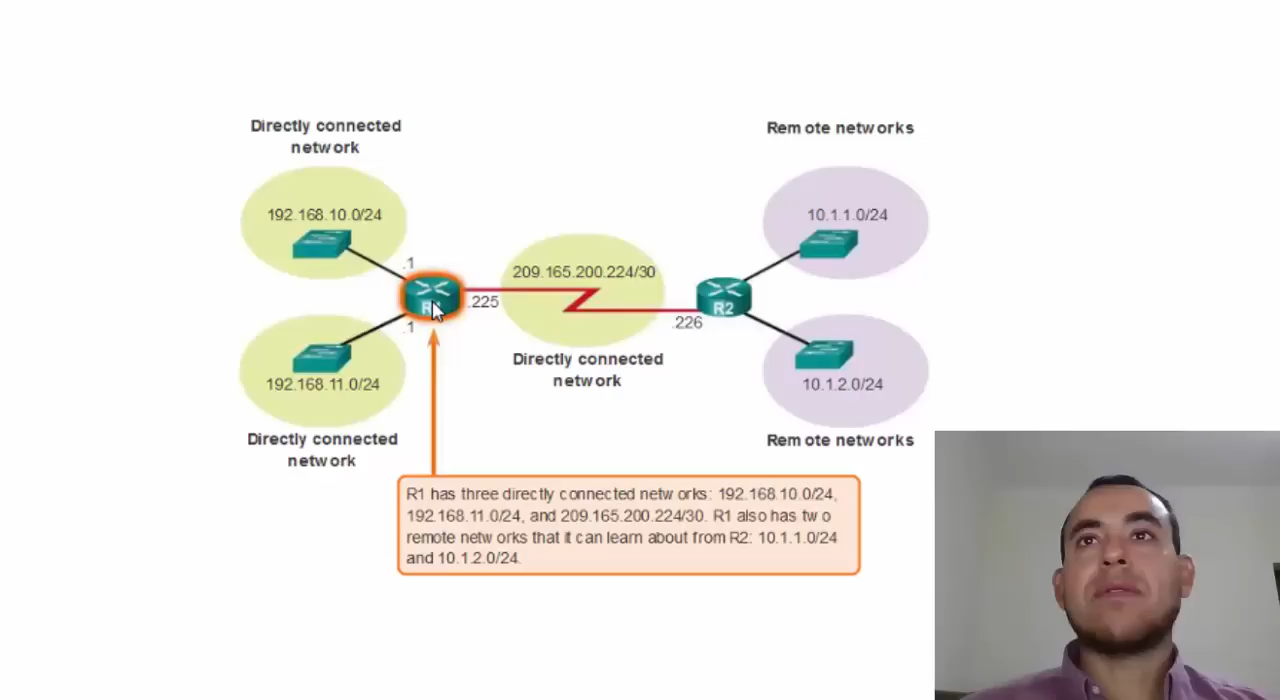 Directly connected
network
Remote networks
192.168.10.0/24
10.1.1.0/24
.1
209.165.200.224/30
.225
R2
.226
.1
Directly connected
network
192.168.11.0/24
10.1.2.0/24
Directly connected
network
Remote networks
R1 has three directly connected networks: 192.168.10.0/24,
192.168.11.0/24, and 209.165.200.224/30. R1 also has two
remote networks that it can learn about from R2: 10.1.1.0/24
and 10.1.2.0/24.